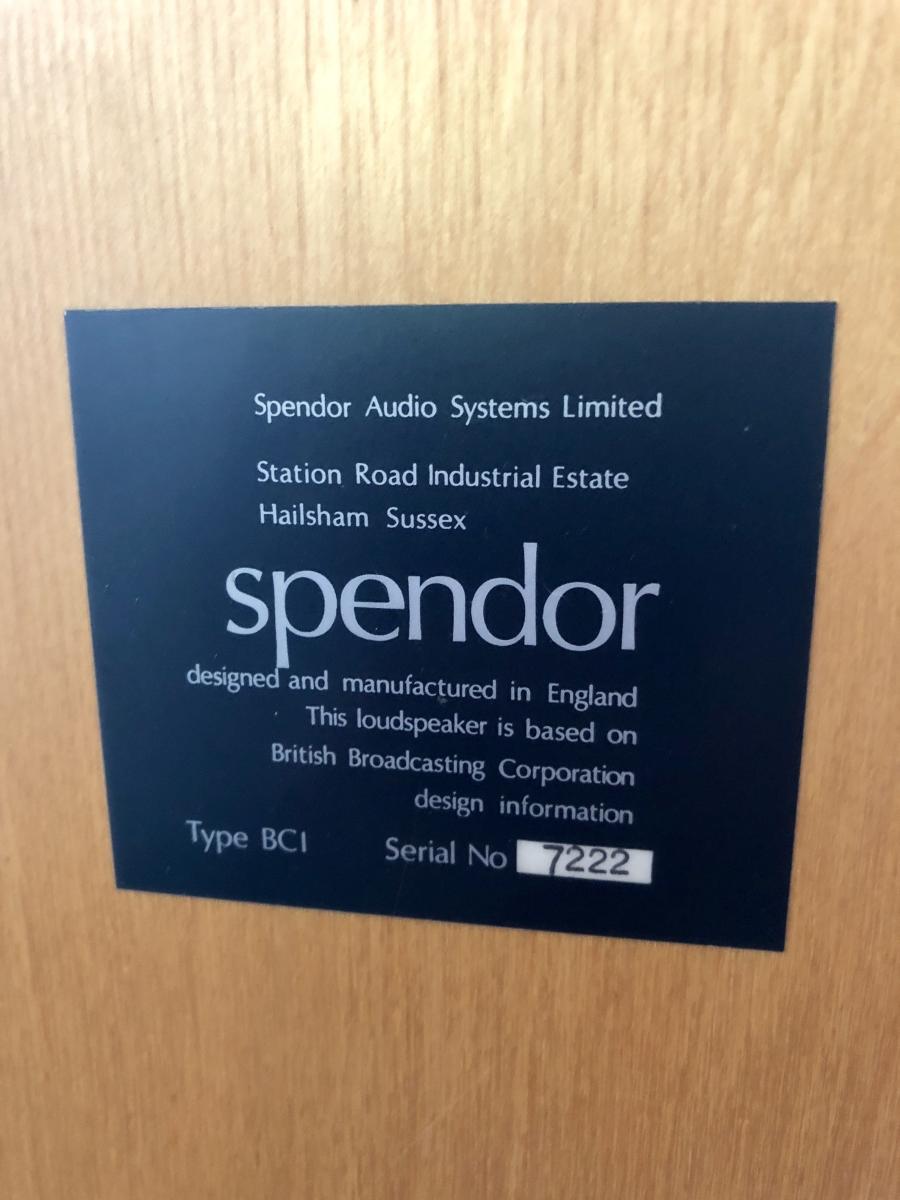 Spendor Audio Systems Limited
Station Road Industrial Estate
Hailsham Sussex
spendor
designed and manufactured in England
This loudspeaker is based on
British Broadcasting Corporation
design information
Type BC1 Serial No 7222